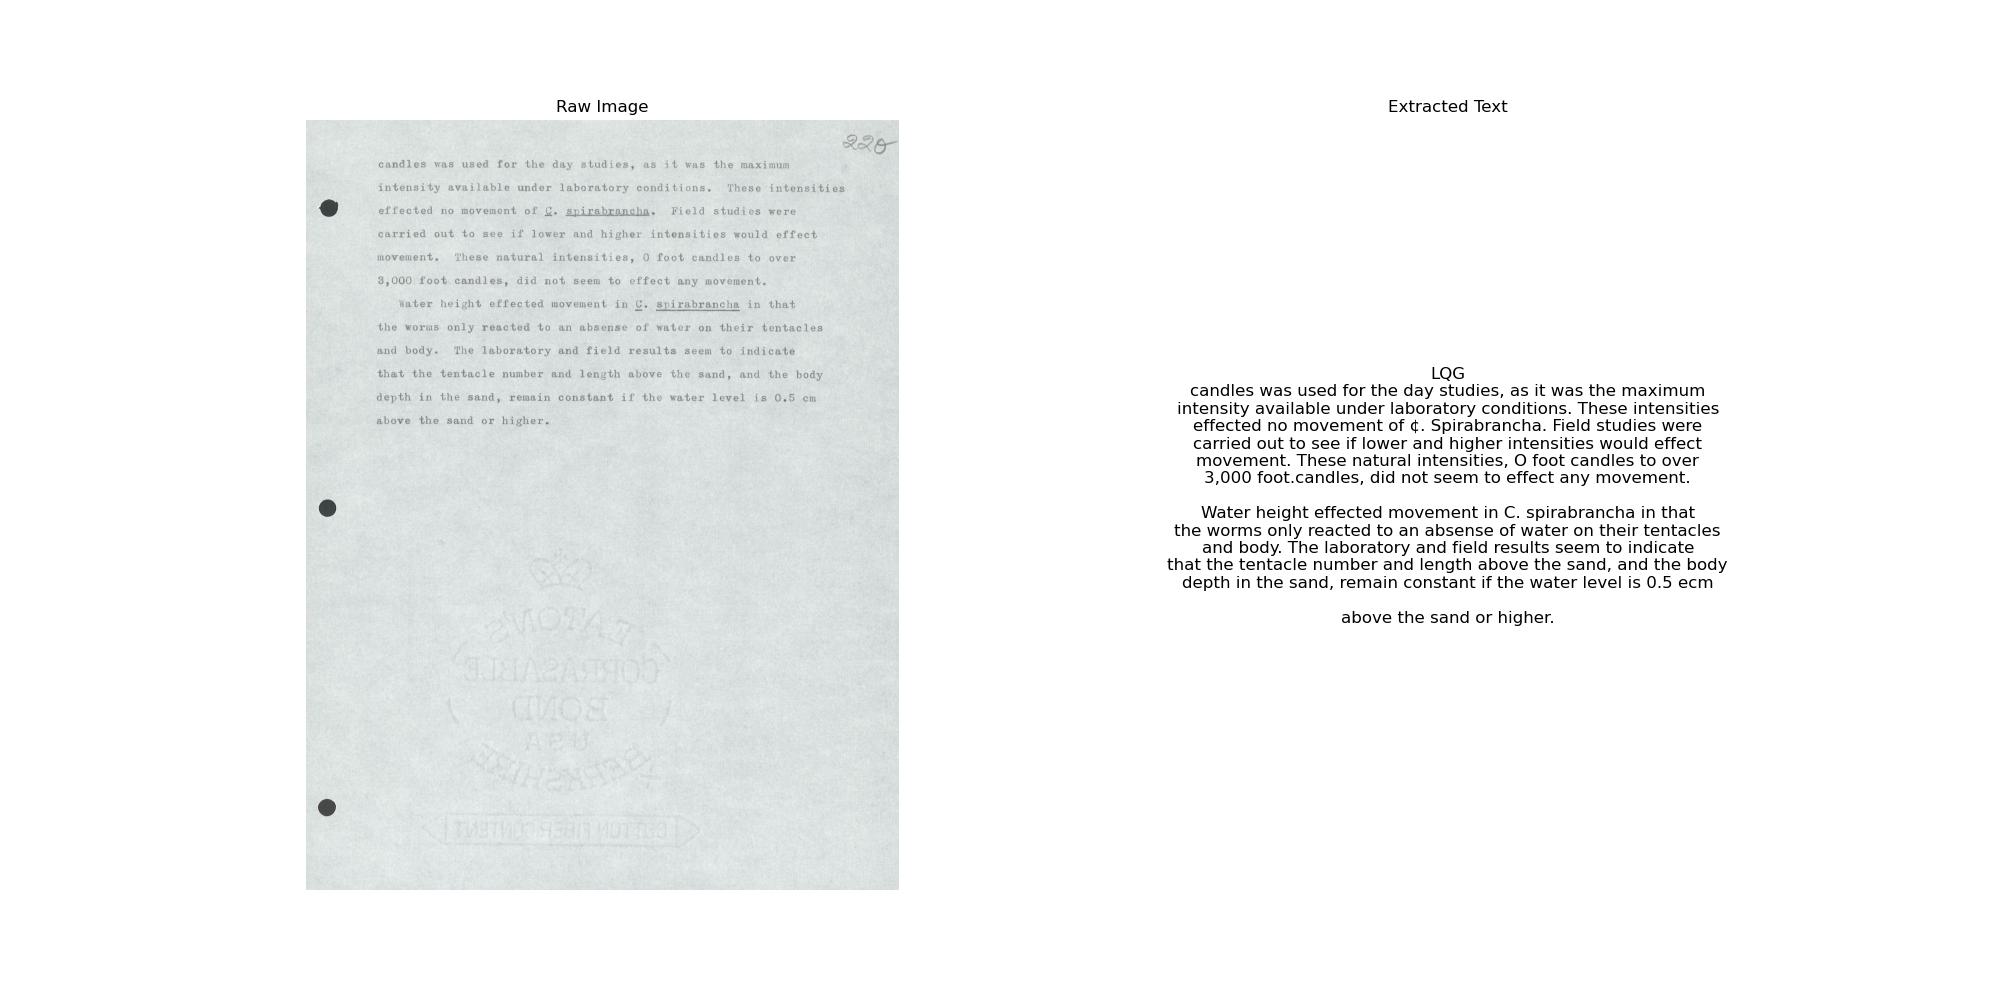 Raw Image
220
candles was used for the day studies, as it was the maximum
intensity available under laboratory conditions.  These intensities
effected no movement of C. spirabrancha.  Field studies were
carried out to see if lower and higher intensities would effect
movement.  These natural intensities, O foot candles to over
3,000 foot candles, did not seem to effect any movement.
Water height effected movement in C. spirabrancha in that
the worms only reacted to an absense of water on their tentacles
and body.  The laboratory and field results seem to indicate
that the tentacle number and length above the sand, and the body
depth in the sand, remain constant if the water level is 0.5 cm
above the sand or higher.
EATON'S
CORRASABLE
BOND
USA
BERKSHIRE
COTTON FIBER CONTENT
Extracted Text
LQG
candles was used for the day studies, as it was the maximum
intensity available under laboratory conditions. These intensities
effected no movement of ¢. Spirabrancha. Field studies were
carried out to see if lower and higher intensities would effect
movement. These natural intensities, O foot candles to over
3,000 foot.candles, did not seem to effect any movement.
Water height effected movement in C. spirabrancha in that
the worms only reacted to an absense of water on their tentacles
and body. The laboratory and field results seem to indicate
that the tentacle number and length above the sand, and the body
depth in the sand, remain constant if the water level is 0.5 ecm
above the sand or higher.